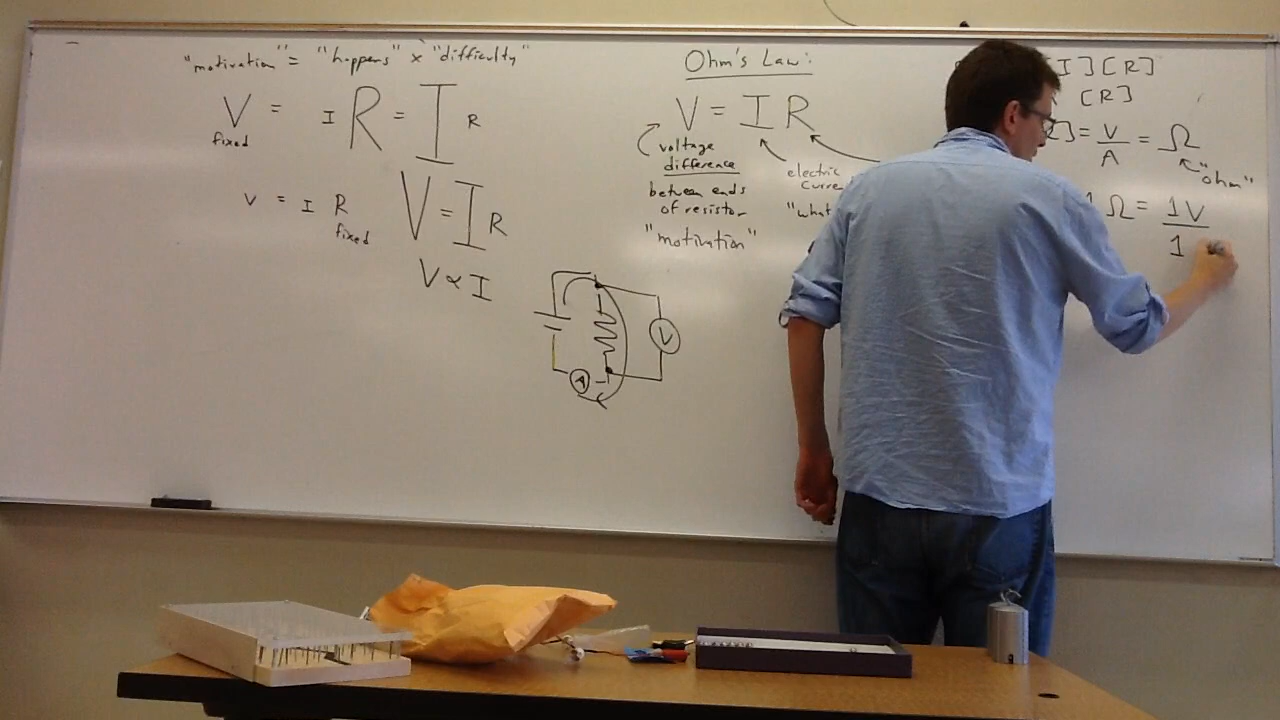 "motivation" = "happens" × "difficulty"
V = I R = I R
fixed
V = I R
fixed
V = I R
V ∝ I
V
A
Ohm's Law:
V = I R
voltage
difference
between ends
of resistor
"motivation"
electric
"what
I][R]
[R]
]= V/A = Ω
"ohm"
Ω = 1V
1